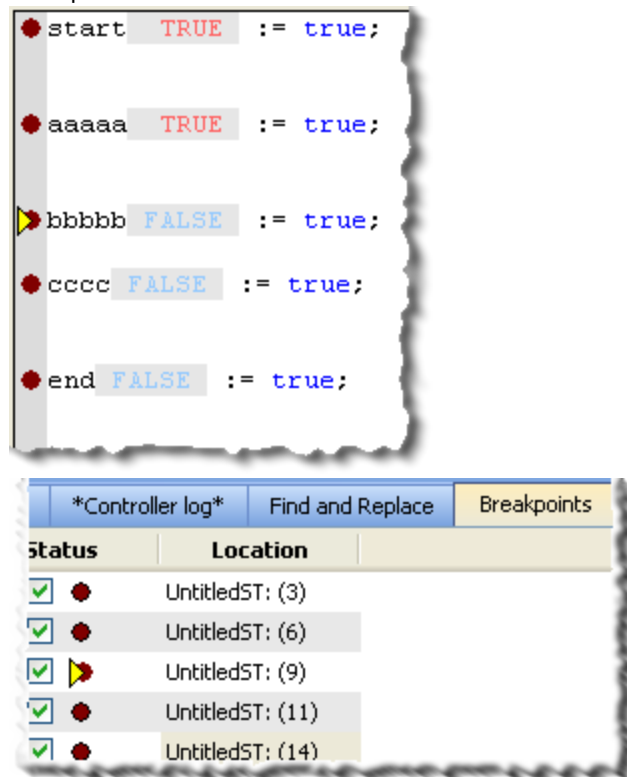 start TRUE := true;
aaaaa TRUE := true;
bbbbb FALSE := true;
cccc FALSE := true;
end FALSE := true;
*Controller log* Find and Replace Breakpoints
Status Location
UntitledST: (3)
UntitledST: (6)
UntitledST: (9)
UntitledST: (11)
UntitledST: (14)